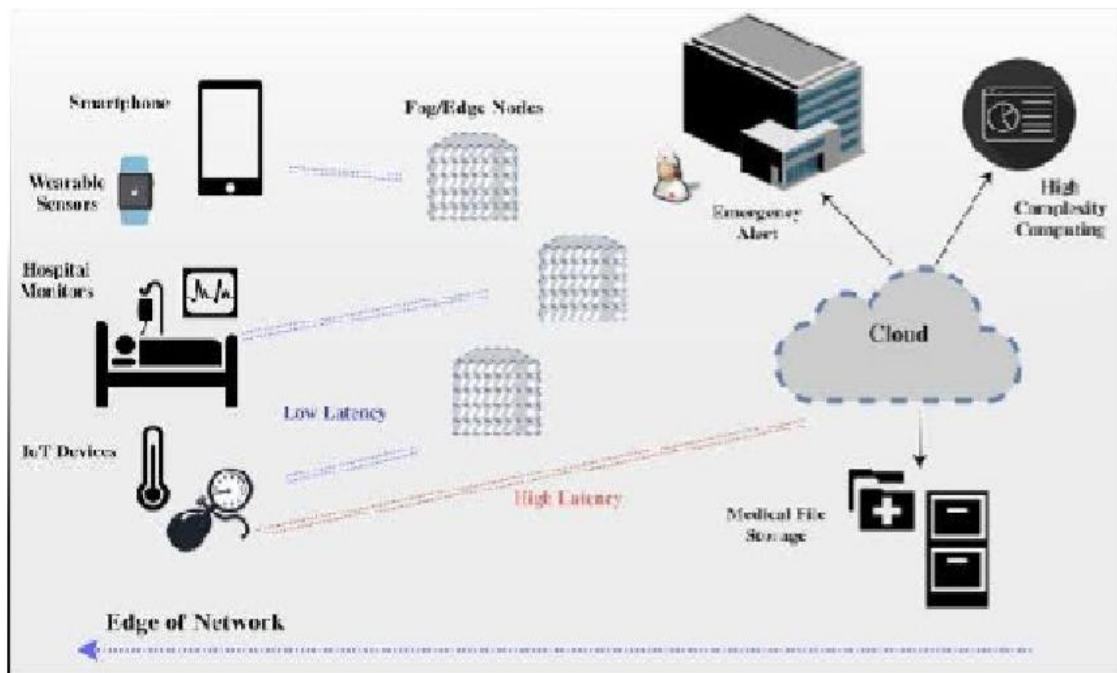 Smartphone
Fog/Edge Nodes
Wearable
Sensors
Emergency
Alert
High
Complexity
Computing
Hospital
Monitors
Cloud
Low Latency
IoT Devices
High Latency
Medical File
Storage
Edge of Network